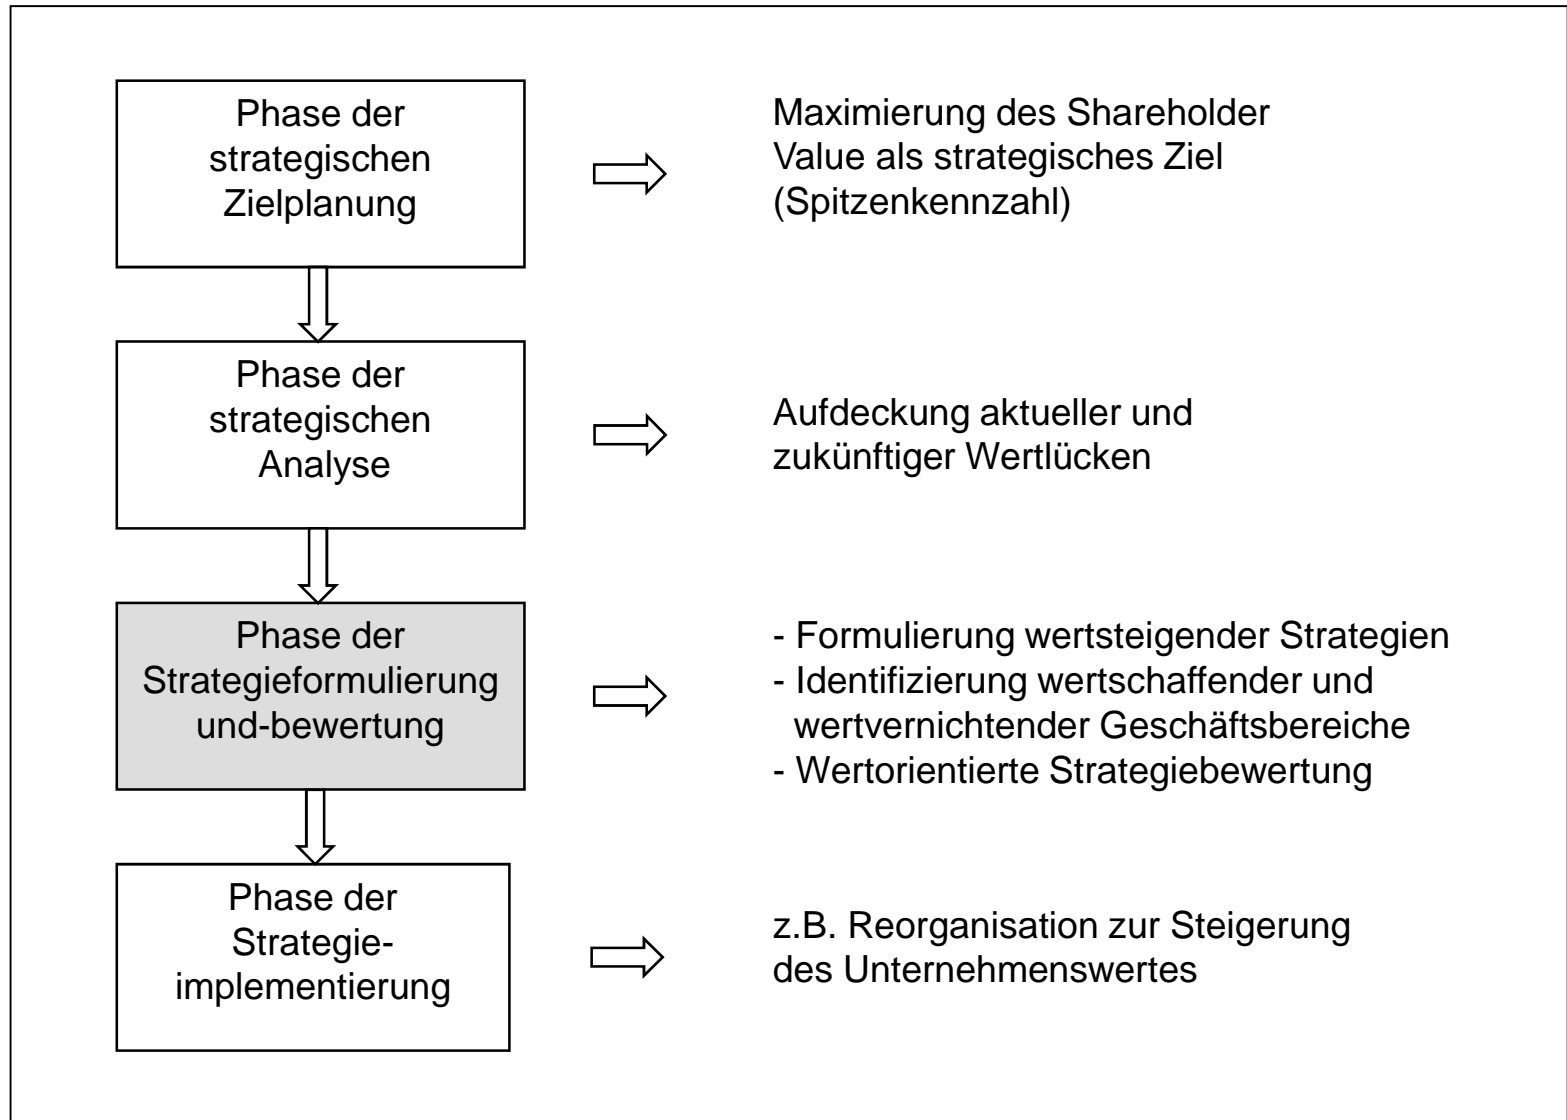 Phase der
strategischen
Zielplanung
Maximierung des Shareholder
Value als strategisches Ziel
(Spitzenkennzahl)
Phase der
strategischen
Analyse
Aufdeckung aktueller und
zukünftiger Wertlücken
Phase der
Strategieformulierung
und-bewertung
- Formulierung wertsteigender Strategien
- Identifizierung wertschaffender und
wertvernichtender Geschäftsbereiche
- Wertorientierte Strategiebewertung
Phase der
Strategie-
implementierung
z.B. Reorganisation zur Steigerung
des Unternehmenswertes